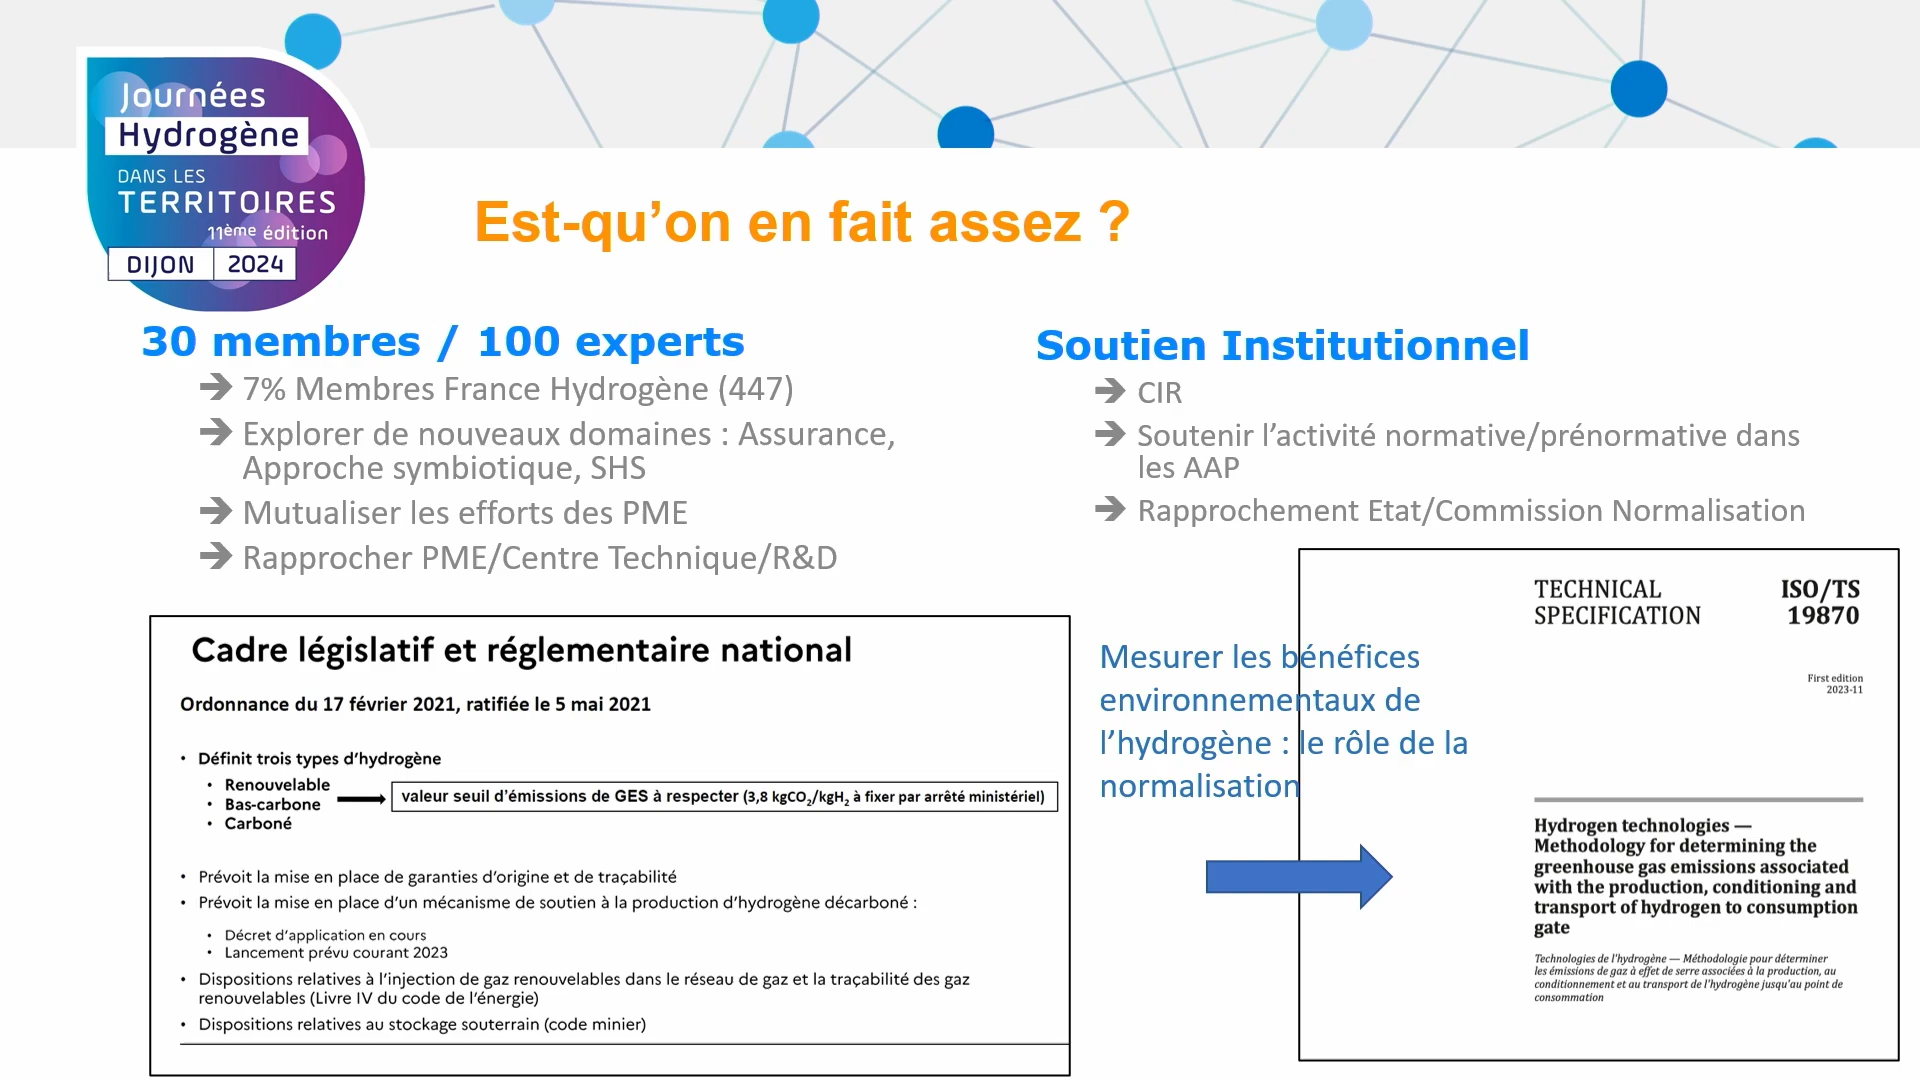 Journées
Hydrogène
DANS LES
TERRITOIRES
11ème édition
DIJON 2024
Est-qu’on en fait assez ?
30 membres / 100 experts
➔ 7% Membres France Hydrogène (447)
➔ Explorer de nouveaux domaines : Assurance,
Approche symbiotique, SHS
➔ Mutualiser les efforts des PME
➔ Rapprocher PME/Centre Technique/R&D
Soutien Institutionnel
➔ CIR
➔ Soutenir l’activité normative/prénormative dans
les AAP
➔ Rapprochement Etat/Commission Normalisation
Cadre législatif et réglementaire national
Ordonnance du 17 février 2021, ratifiée le 5 mai 2021
• Définit trois types d’hydrogène
• Renouvelable
• Bas-carbone
• Carboné
valeur seuil d’émissions de GES à respecter (3,8 kgCO₂/kgH₂ à fixer par arrêté ministériel)
• Prévoit la mise en place de garanties d’origine et de traçabilité
• Prévoit la mise en place d’un mécanisme de soutien à la production d’hydrogène décarboné :
• Décret d’application en cours
• Lancement prévu courant 2023
• Dispositions relatives à l’injection de gaz renouvelables dans le réseau de gaz et la traçabilité des gaz
renouvelables (Livre IV du code de l’énergie)
• Dispositions relatives au stockage souterrain (code minier)
Mesurer les bénéfices
environnementaux de
l’hydrogène : le rôle de la
normalisation
TECHNICAL
SPECIFICATION
ISO/TS
19870
First edition
2023-11
Hydrogen technologies —
Methodology for determining the
greenhouse gas emissions associated
with the production, conditioning and
transport of hydrogen to consumption
gate
Technologies de l’hydrogène — Méthodologie pour déterminer
les émissions de gaz à effet de serre associées à la production, au
conditionnement et au transport de l’hydrogène jusqu’au point de
consommation